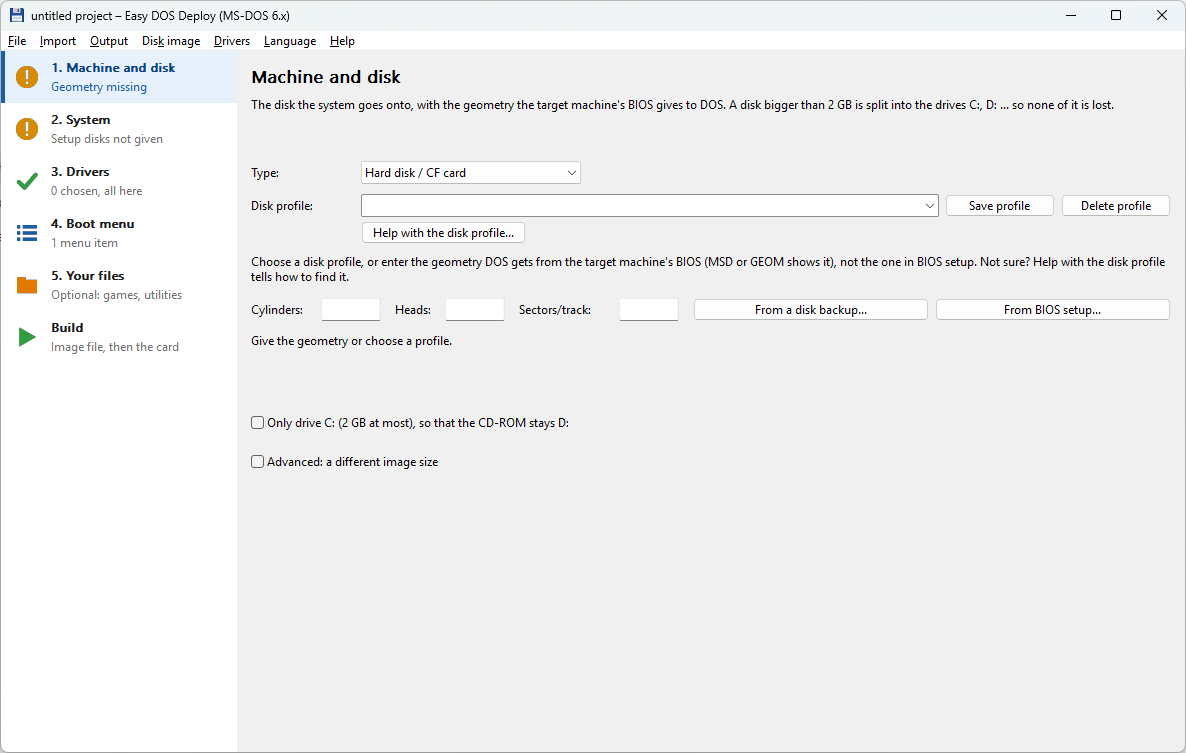 untitled project – Easy DOS Deploy (MS-DOS 6.x)
File Import Output Disk image Drivers Language Help
1. Machine and disk
Geometry missing
2. System
Setup disks not given
3. Drivers
0 chosen, all here
4. Boot menu
1 menu item
5. Your files
Optional: games, utilities
Build
Image file, then the card
Machine and disk
The disk the system goes onto, with the geometry the target machine's BIOS gives to DOS. A disk bigger than 2 GB is split into the drives C:, D: ... so none of it is lost.
Type: Hard disk / CF card
Disk profile: Save profile Delete profile
Help with the disk profile...
Choose a disk profile, or enter the geometry DOS gets from the target machine's BIOS (MSD or GEOM shows it), not the one in BIOS setup. Not sure? Help with the disk profile
tells how to find it.
Cylinders: Heads: Sectors/track: From a disk backup... From BIOS setup...
Give the geometry or choose a profile.
Only drive C: (2 GB at most), so that the CD-ROM stays D:
Advanced: a different image size